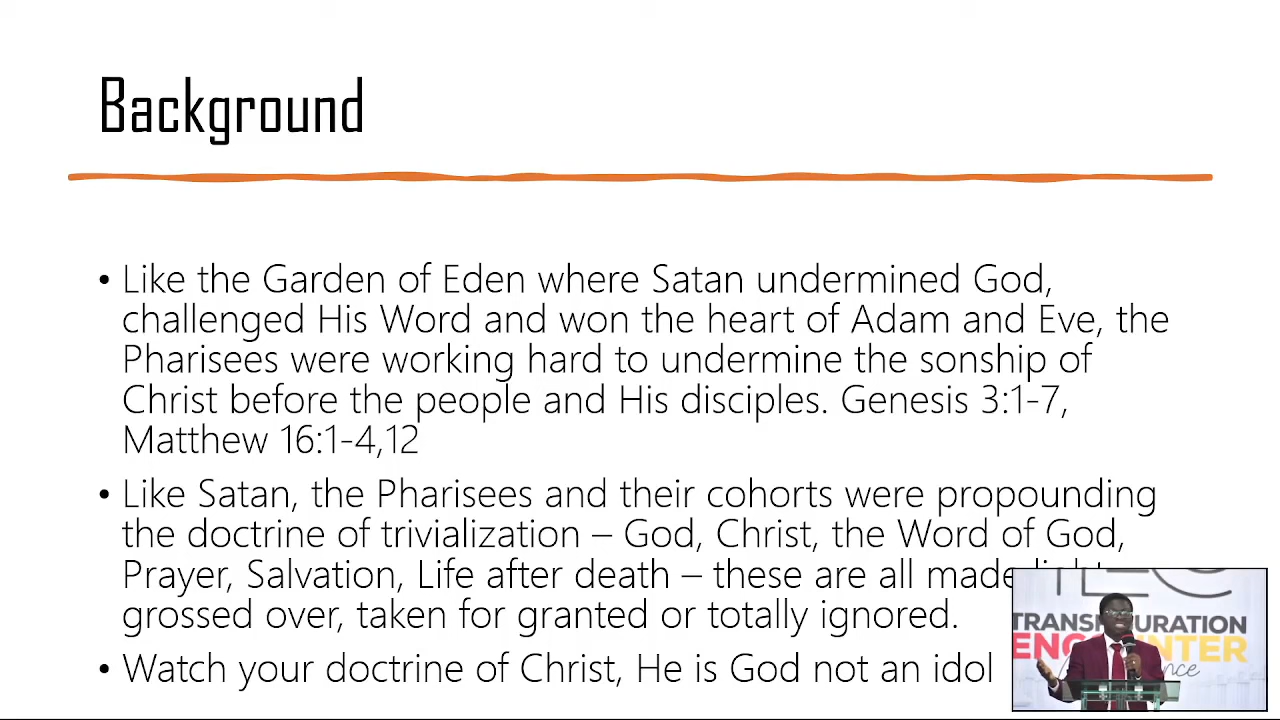 Background
• Like the Garden of Eden where Satan undermined God,
challenged His Word and won the heart of Adam and Eve, the
Pharisees were working hard to undermine the sonship of
Christ before the people and His disciples. Genesis 3:1-7,
Matthew 16:1-4,12
• Like Satan, the Pharisees and their cohorts were propounding
the doctrine of trivialization – God, Christ, the Word of God,
Prayer, Salvation, Life after death – these are all made
grossed over, taken for granted or totally ignored.
• Watch your doctrine of Christ, He is God not an idol